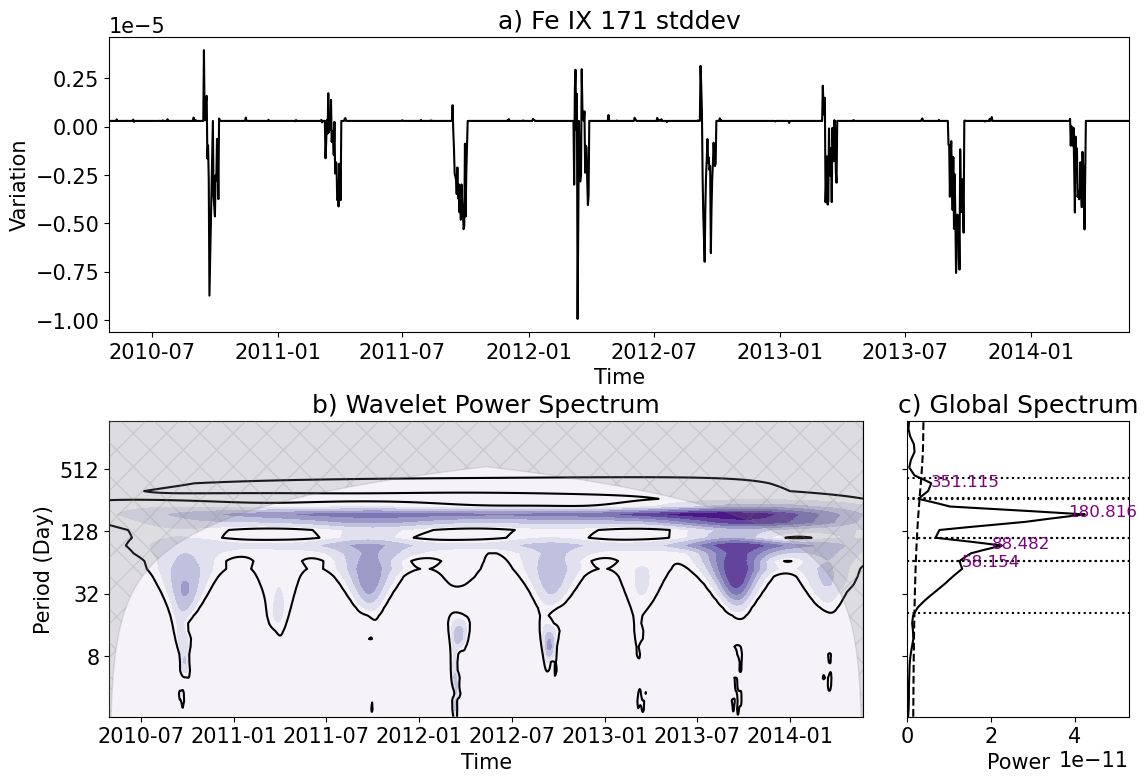 a) Fe IX 171 stddev
1e−5
0.25
0.00
−0.25
−0.50
−0.75
−1.00
Variation
2010-07 2011-01 2011-07 2012-01 2012-07 2013-01 2013-07 2014-01
Time
b) Wavelet Power Spectrum
512
128
32
8
Period (Day)
2010-07 2011-01 2011-07 2012-01 2012-07 2013-01 2013-07 2014-01
Time
c) Global Spectrum
351.115
180.816
88.482
58.154
0 2 4
Power 1e−11